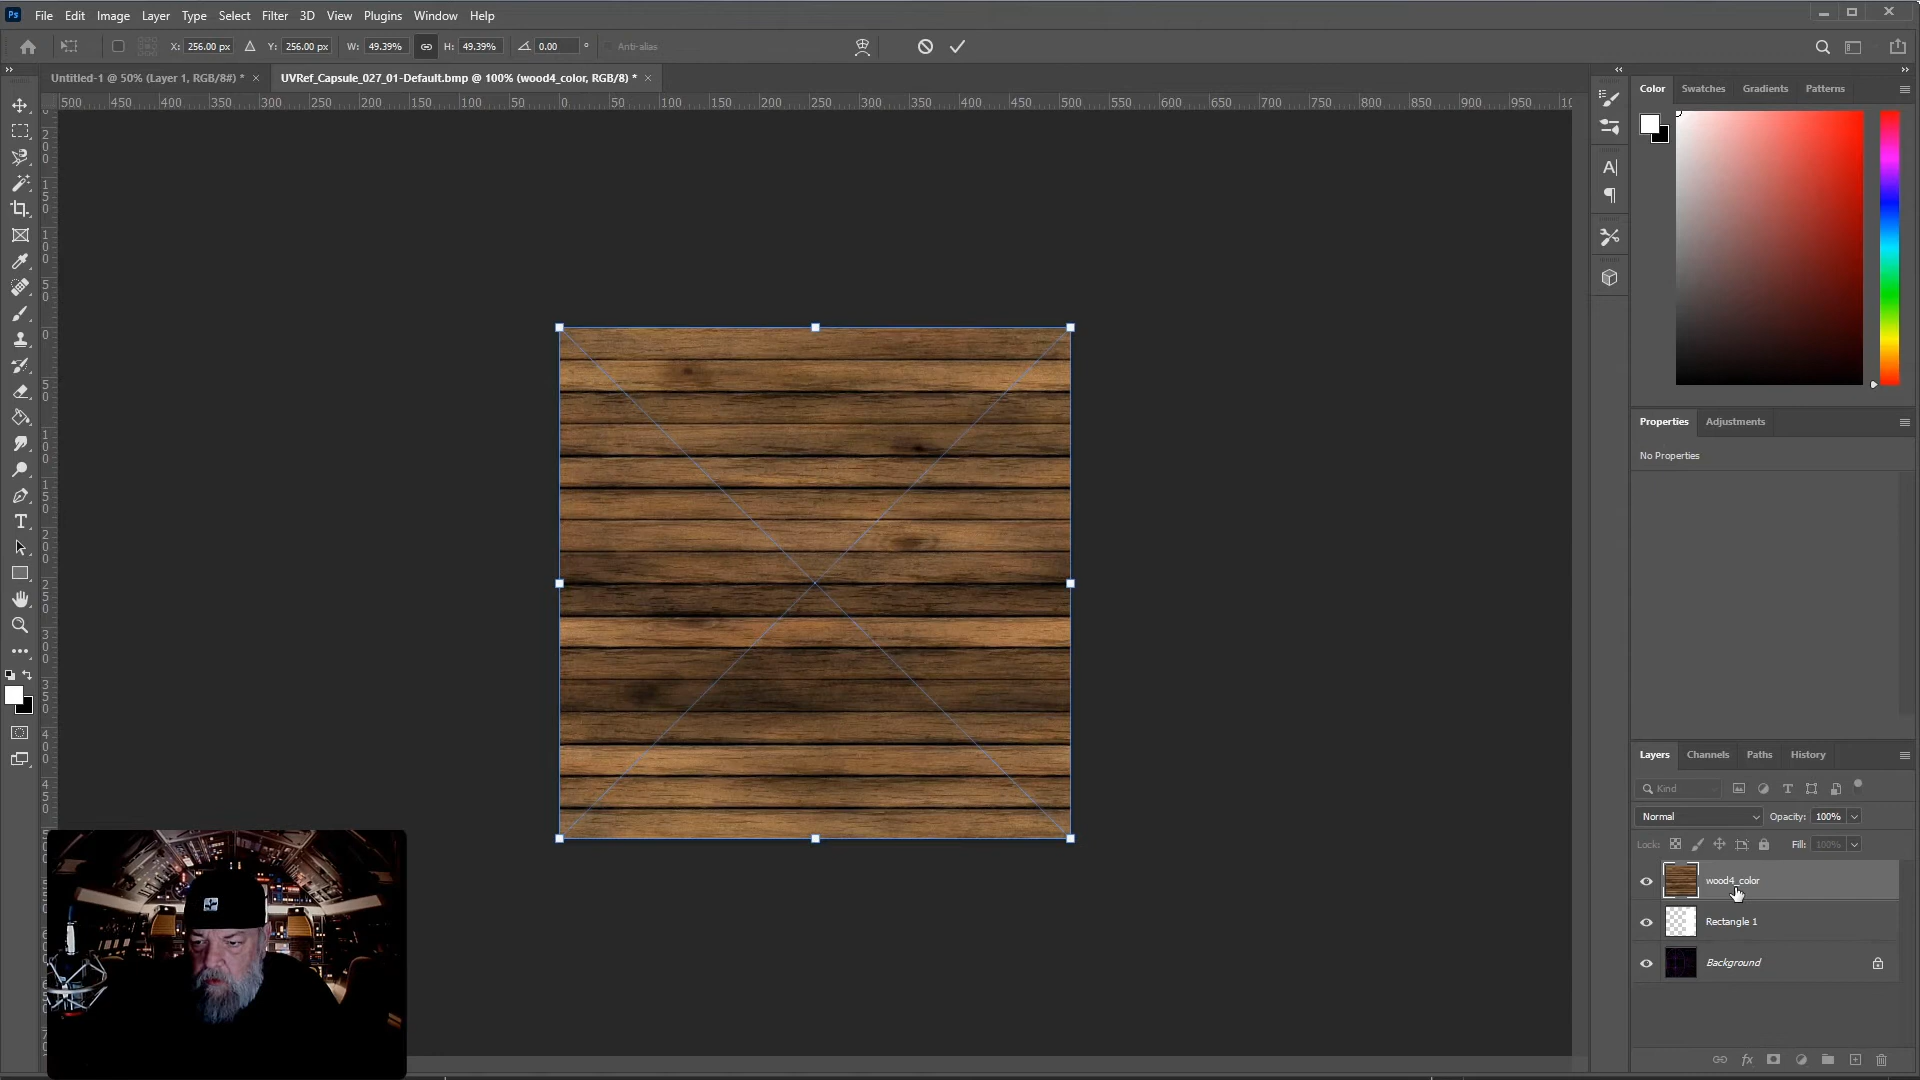 Ps File Edit Image Layer Type Select Filter 3D View Plugins Window Help
X: 256.00 px Y: 256.00 px W: 49.39% H: 49.39% 0.00 ° Anti-alias
Untitled-1 @ 50% (Layer 1, RGB/8#) * × UVRef_Capsule_027_01-Default.bmp @ 100% (wood4_color, RGB/8) * ×
500 450 400 350 300 250 200 150 100 50 0 50 100 150 200 250 300 350 400 450 500 550 600 650 700 750 800 850 900 950
Color Swatches Gradients Patterns
Properties Adjustments
No Properties
Layers Channels Paths History
Kind
Normal Opacity: 100%
Lock: Fill: 100%
wood4_color
Rectangle 1
Background
fx